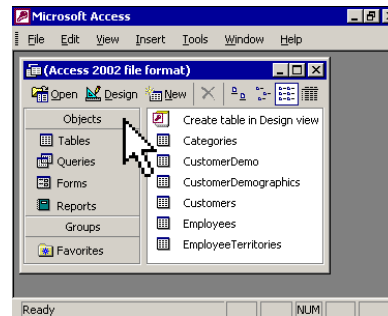 Microsoft Access
File Edit View Insert Tools Window Help
(Access 2002 file format)
Open Design New
Objects
Tables
Queries
Forms
Reports
Groups
Favorites
Create table in Design view
Categories
CustomerDemo
CustomerDemographics
Customers
Employees
EmployeeTerritories
Ready NUM